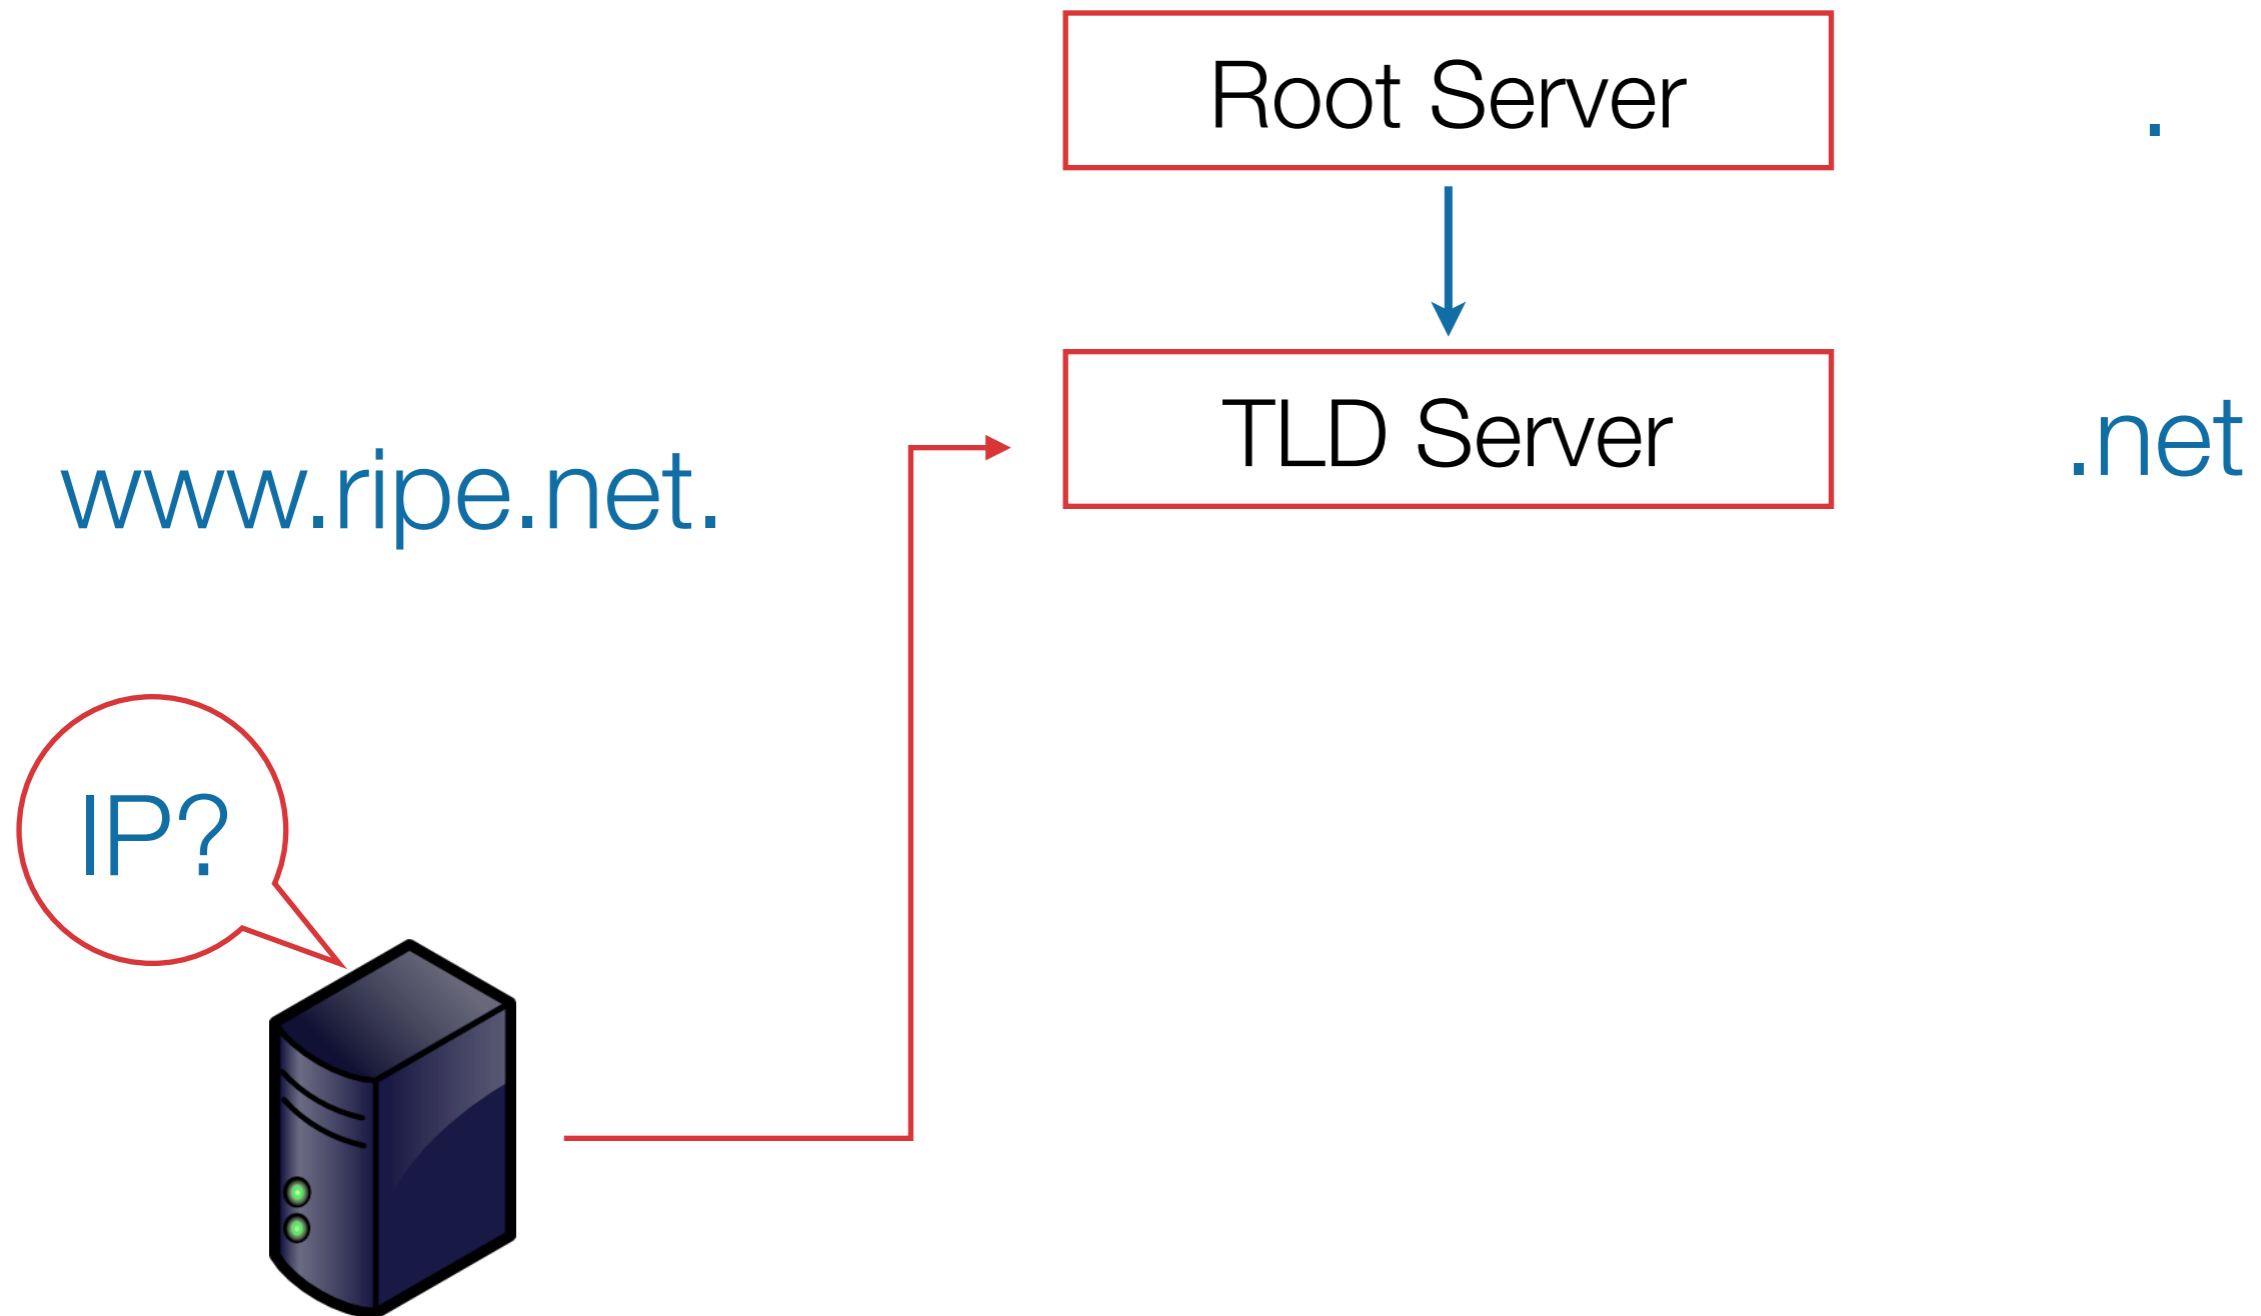 Root Server
.
TLD Server
.net
www.ripe.net.
IP?